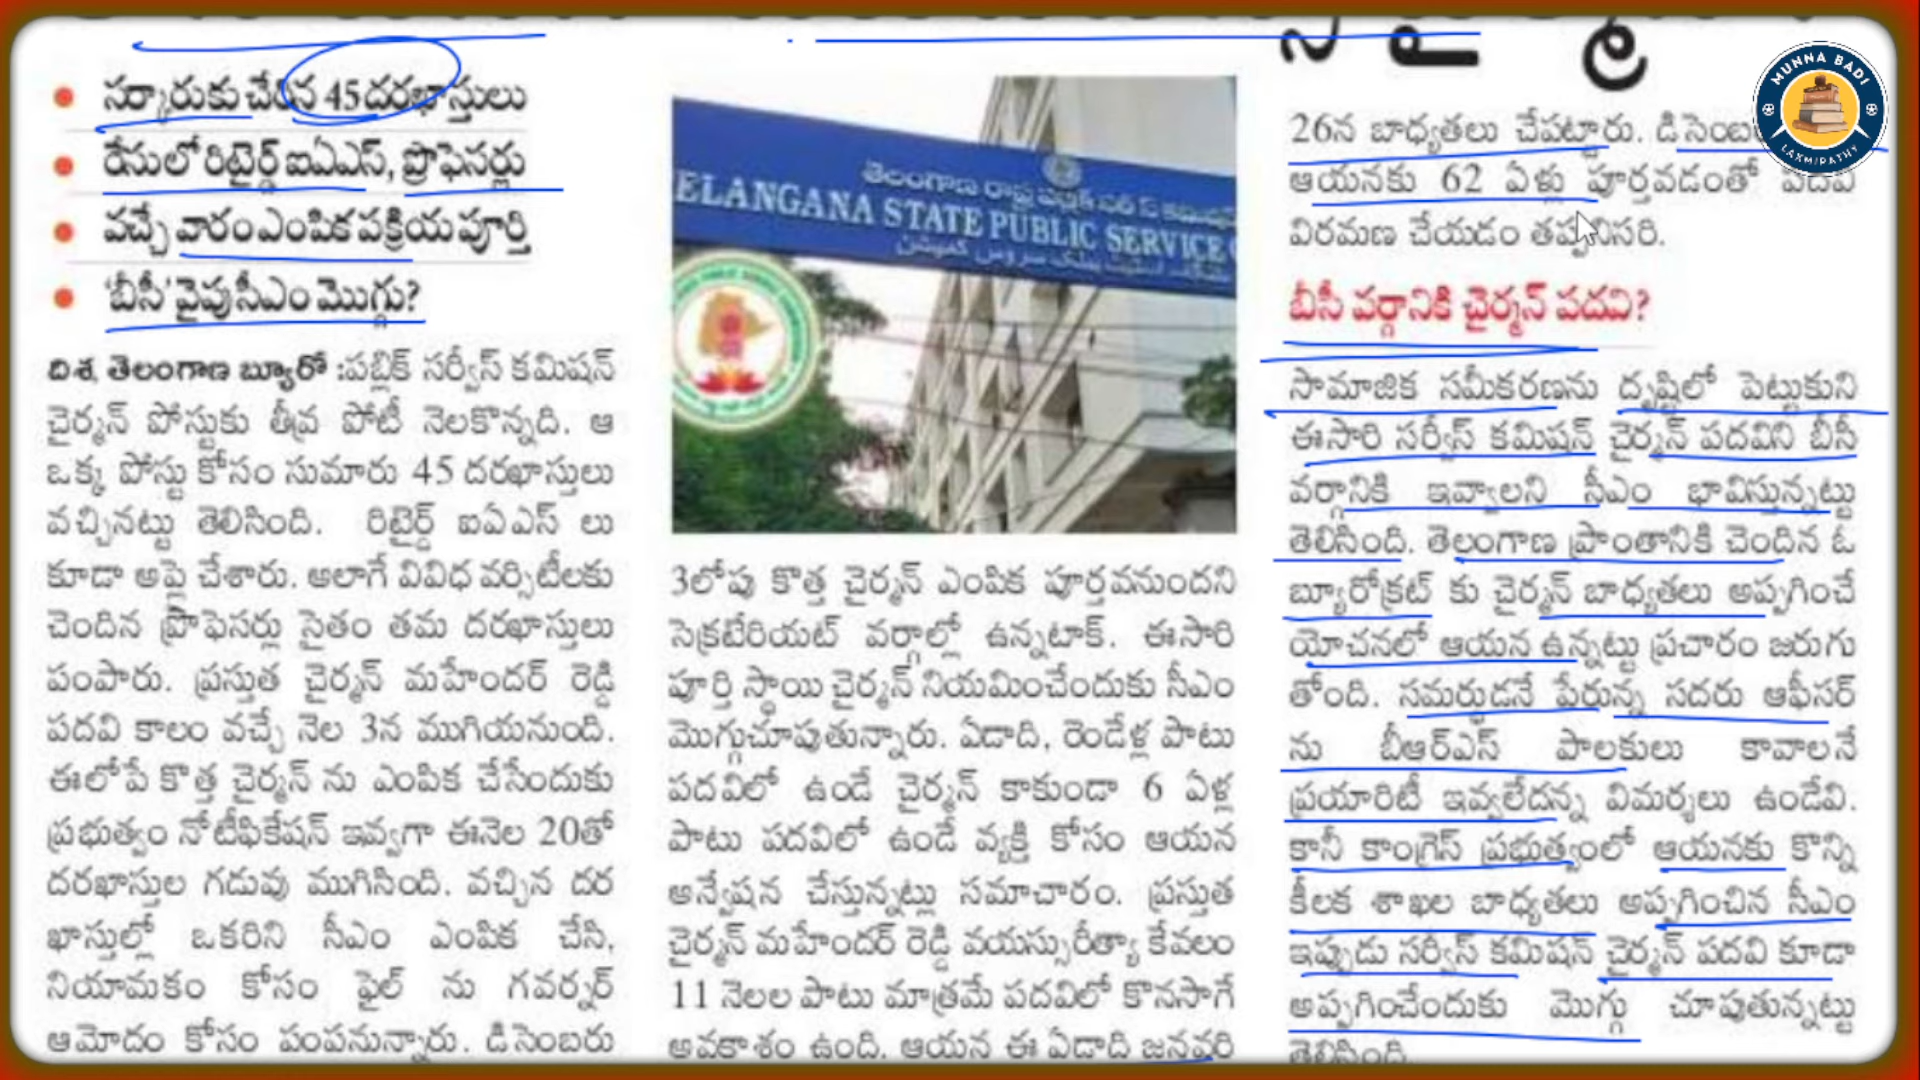 సర్కారుకు చేరిన 45 దరఖాస్తులు
రేసులో రిటైర్డ్ ఐఏఎస్, ప్రొఫెసర్లు
వచ్చే వారం ఎంపిక పక్రియ పూర్తి
'బీసీ' వైపు సీఎం మొగ్గు?
దిశ, తెలంగాణ బ్యూరో :పబ్లిక్ సర్వీస్ కమిషన్
చైర్మన్ పోస్టుకు తీవ్ర పోటీ నెలకొన్నది. ఆ
ఒక్క పోస్టు కోసం సుమారు 45 దరఖాస్తులు
వచ్చినట్టు తెలిసింది. రిటైర్డ్ ఐఏఎస్ లు
కూడా అప్లై చేశారు. అలాగే వివిధ వర్సిటీలకు
చెందిన ప్రొఫెసర్లు సైతం తమ దరఖాస్తులు
పంపారు. ప్రస్తుత చైర్మన్ మహేందర్ రెడ్డి
పదవి కాలం వచ్చే నెల 3న ముగియనుంది.
ఈలోపే కొత్త చైర్మన్ ను ఎంపిక చేసేందుకు
ప్రభుత్వం నోటీఫికేషన్ ఇవ్వగా ఈనెల 20తో
దరఖాస్తుల గడువు ముగిసింది. వచ్చిన దర
ఖాస్తుల్లో ఒకరిని సీఎం ఎంపిక చేసి,
నియామకం కోసం ఫైల్ ను గవర్నర్
ఆమోదం కోసం పంపనున్నారు. డిసెంబరు
తెలంగాణ రాష్ట్ర పబ్లిక్ సర్వీస్ కమిషన్
ELANGANA STATE PUBLIC SERVICE
3లోపు కొత్త చైర్మన్ ఎంపిక పూర్తవనుందని
సెక్రటేరియట్ వర్గాల్లో ఉన్నటాక్. ఈసారి
పూర్తి స్థాయి చైర్మన్ నియమించేందుకు సీఎం
మొగ్గుచూపుతున్నారు. ఏడాది, రెండేళ్ల పాటు
పదవిలో ఉండే చైర్మన్ కాకుండా 6 ఏళ్ల
పాటు పదవిలో ఉండే వ్యక్తి కోసం ఆయన
అన్వేషన చేస్తున్నట్లు సమాచారం. ప్రస్తుత
చైర్మన్ మహేందర్ రెడ్డి వయస్సురీత్యా కేవలం
11 నెలల పాటు మాత్రమే పదవిలో కొనసాగే
అవకాశం ఉంది. ఆయన ఈ ఏడాది జనవరి
26న బాధ్యతలు చేపట్టారు.
ఆయనకు 62 ఏళ్లు పూర్తవడంతో పదవి
విరమణ చేయడం తప్పనిసరి.
బీసీ వర్గానికి చైర్మన్ పదవి?
సామాజిక సమీకరణను దృష్టిలో పెట్టుకుని
ఈసారి సర్వీస్ కమిషన్ చైర్మన్ పదవిని బీసీ
వర్గానికి ఇవ్వాలని సీఎం భావిస్తున్నట్టు
తెలిసింది. తెలంగాణ ప్రాంతానికి చెందిన ఓ
బ్యూరోక్రట్ కు చైర్మన్ బాధ్యతలు అప్పగించే
యోచనలో ఆయన ఉన్నట్టు ప్రచారం జరుగు
తోంది. సమర్ధుడనే పేరున్న సదరు ఆఫీసర్
ను బీఆర్ఎస్ పాలకులు కావాలనే
ప్రయారిటీ ఇవ్వలేదన్న విమర్శలు ఉండేవి.
కానీ కాంగ్రెస్ ప్రభుత్వంలో ఆయనకు కొన్ని
కీలక శాఖల బాధ్యతలు అప్పగించిన సీఎం
ఇప్పుడు సర్వీస్ కమిషన్ చైర్మన్ పదవి కూడా
అప్పగించేందుకు మొగ్గు చూపుతున్నట్టు
తెలిసింది.
MUNNA BADI
LAXMIPATHY